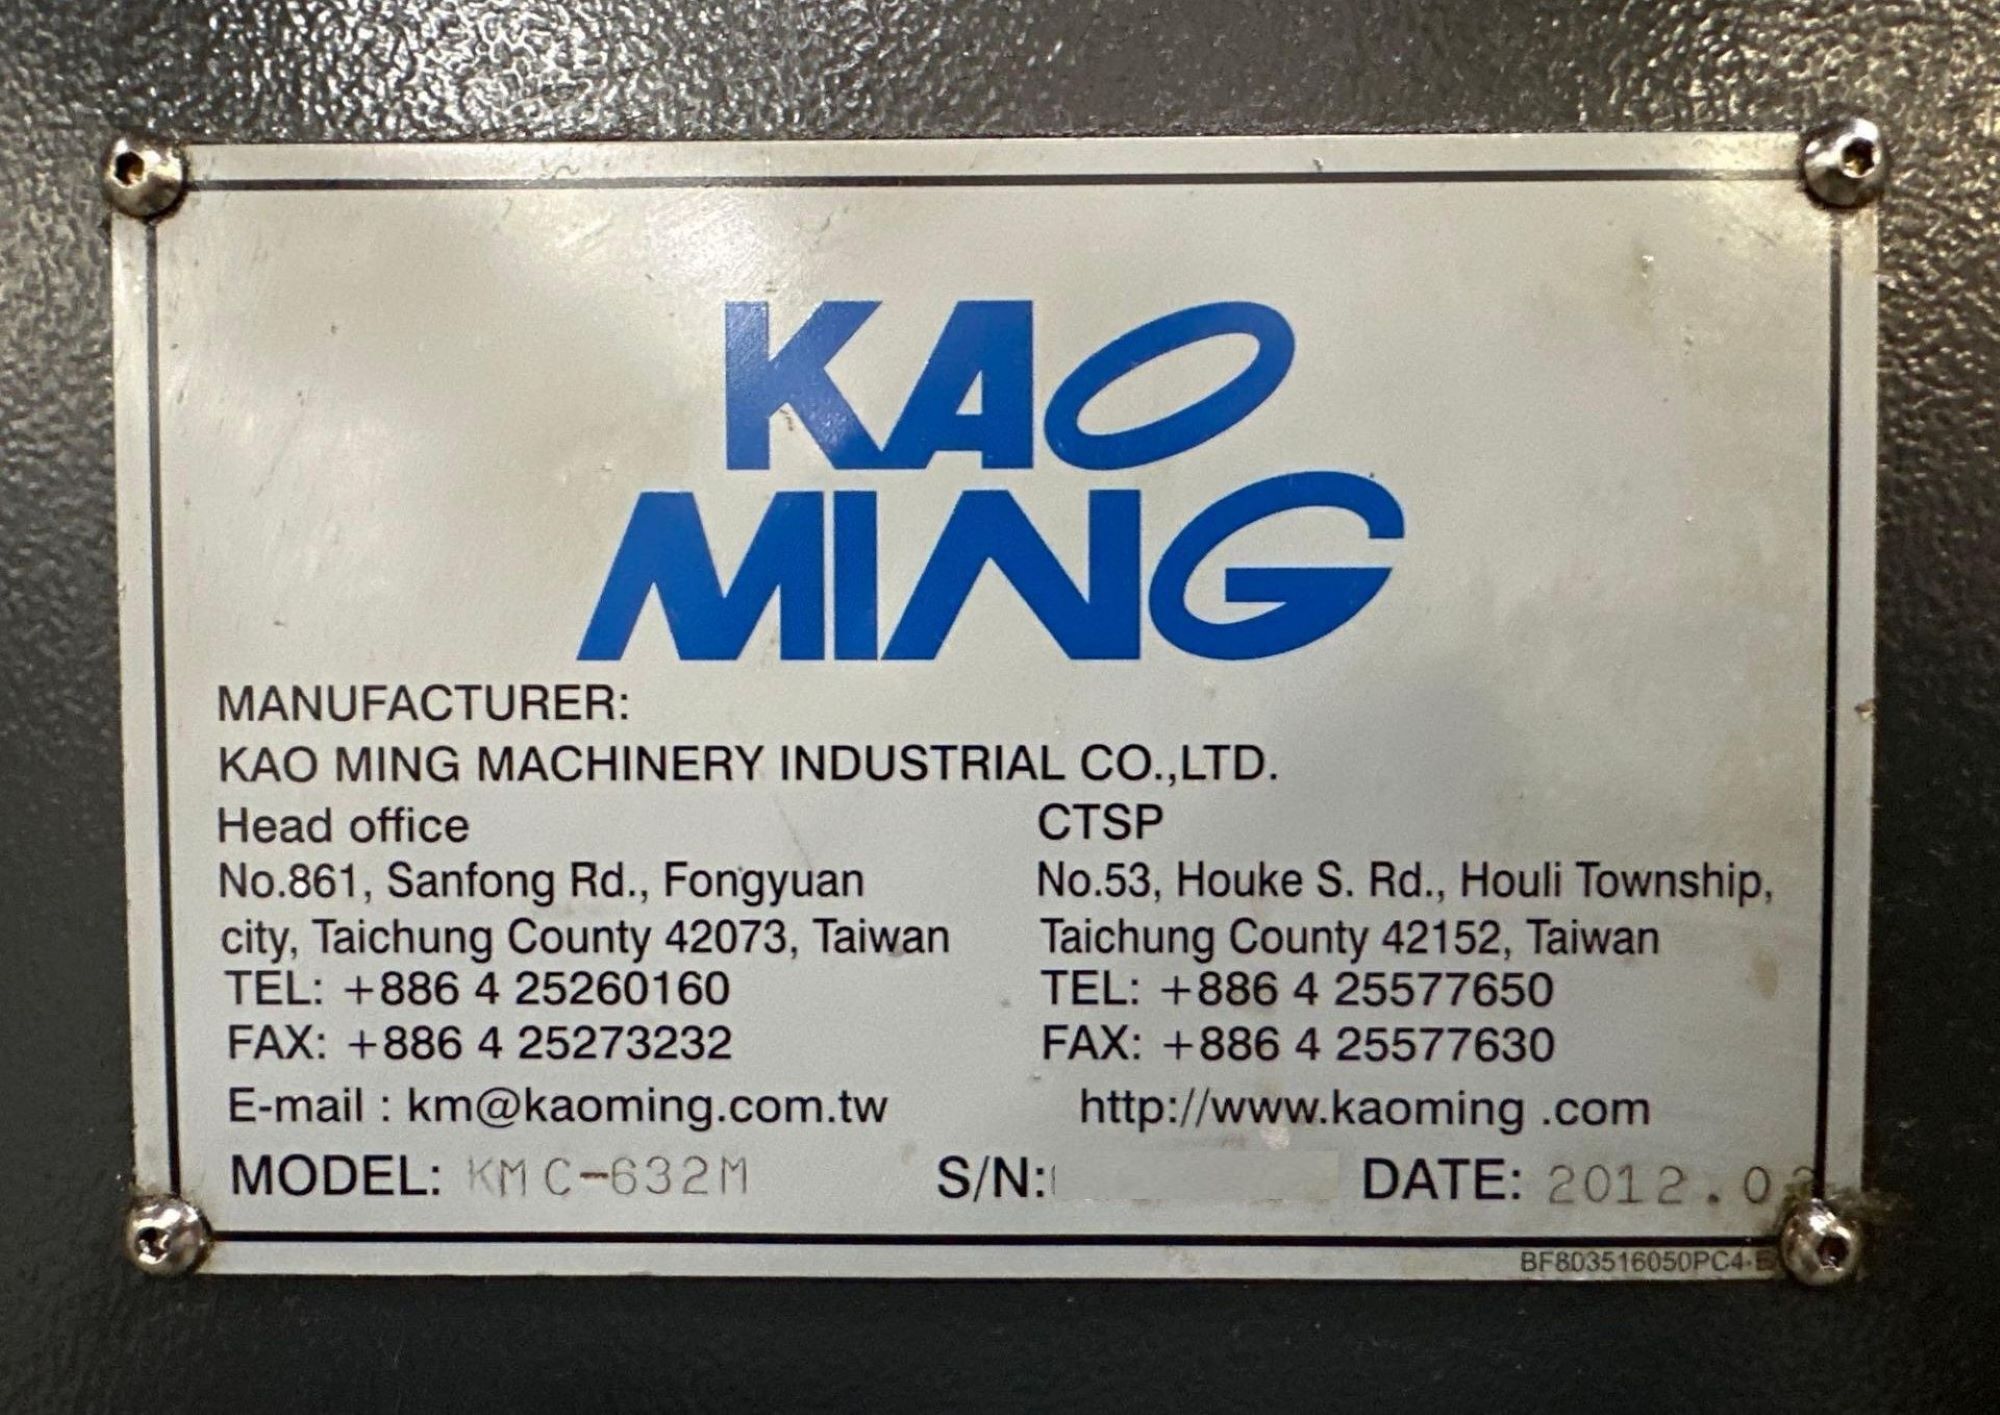 KAO
MING
MANUFACTURER:
KAO MING MACHINERY INDUSTRIAL CO.,LTD.
Head office
No.861, Sanfong Rd., Fongyuan
city, Taichung County 42073, Taiwan
TEL: +886 4 25260160
FAX: +886 4 25273232
CTSP
No.53, Houke S. Rd., Houli Township,
Taichung County 42152, Taiwan
TEL: +886 4 25577650
FAX: +886 4 25577630
E-mail : km@kaoming.com.tw
http://www.kaoming .com
MODEL: KMC-632M
S/N:
DATE: